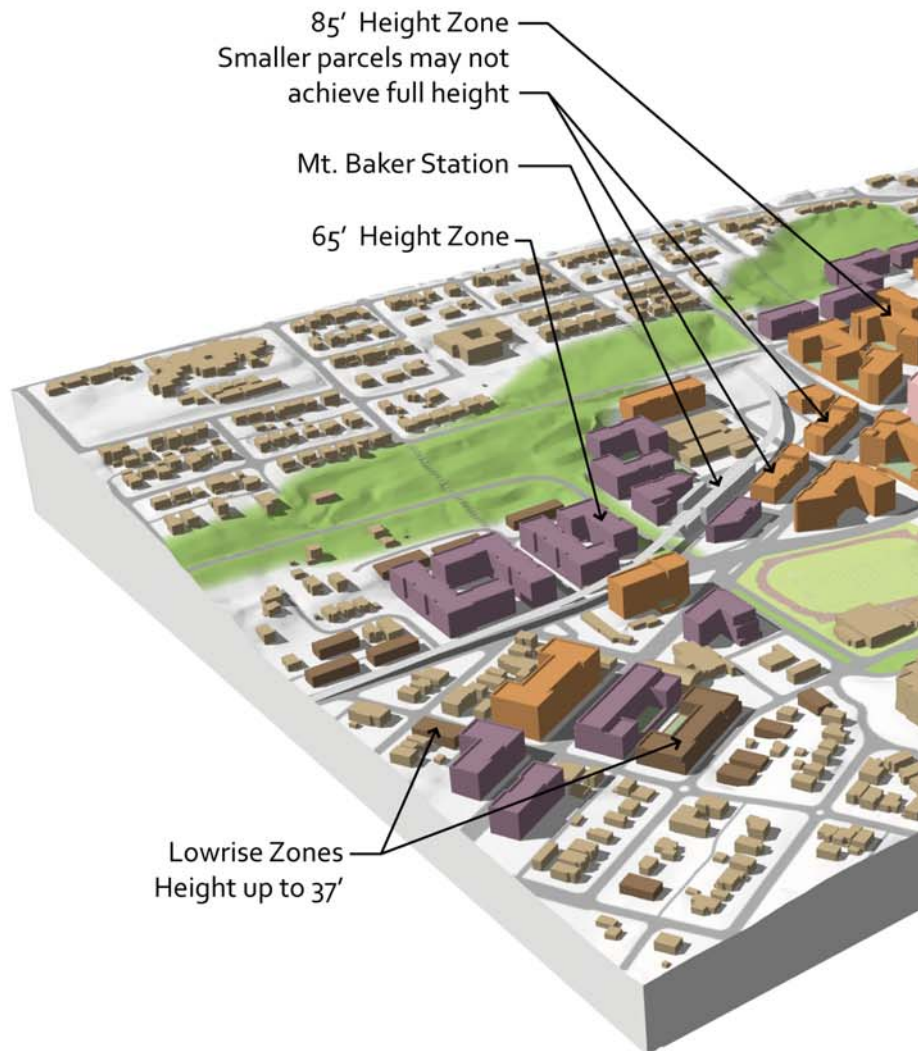 85' Height Zone
Smaller parcels may not
achieve full height
Mt. Baker Station
65' Height Zone
Lowrise Zones
Height up to 37'